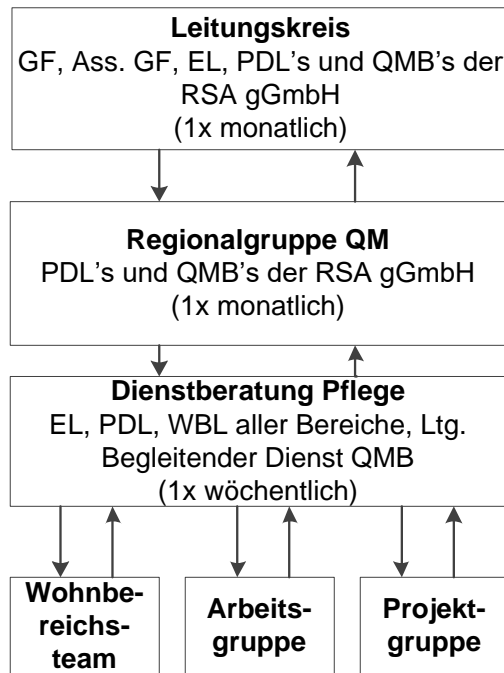 Leitungskreis
GF, Ass. GF, EL, PDL's und QMB's der
RSA gGmbH
(1x monatlich)
Regionalgruppe QM
PDL's und QMB's der RSA gGmbH
(1x monatlich)
Dienstberatung Pflege
EL, PDL, WBL aller Bereiche, Ltg.
Begleitender Dienst QMB
(1x wöchentlich)
Wohnbe-
reichs-
team
Arbeits-
gruppe
Projekt-
gruppe